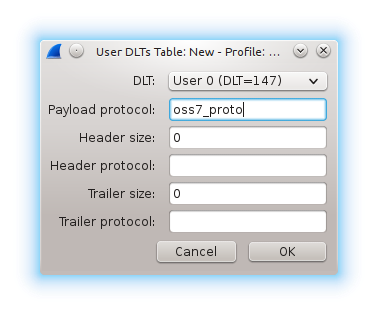 User DLTs Table: New - Profile: ...
DLT: User 0 (DLT=147)
Payload protocol: oss7_proto
Header size: 0
Header protocol:
Trailer size: 0
Trailer protocol:
Cancel OK